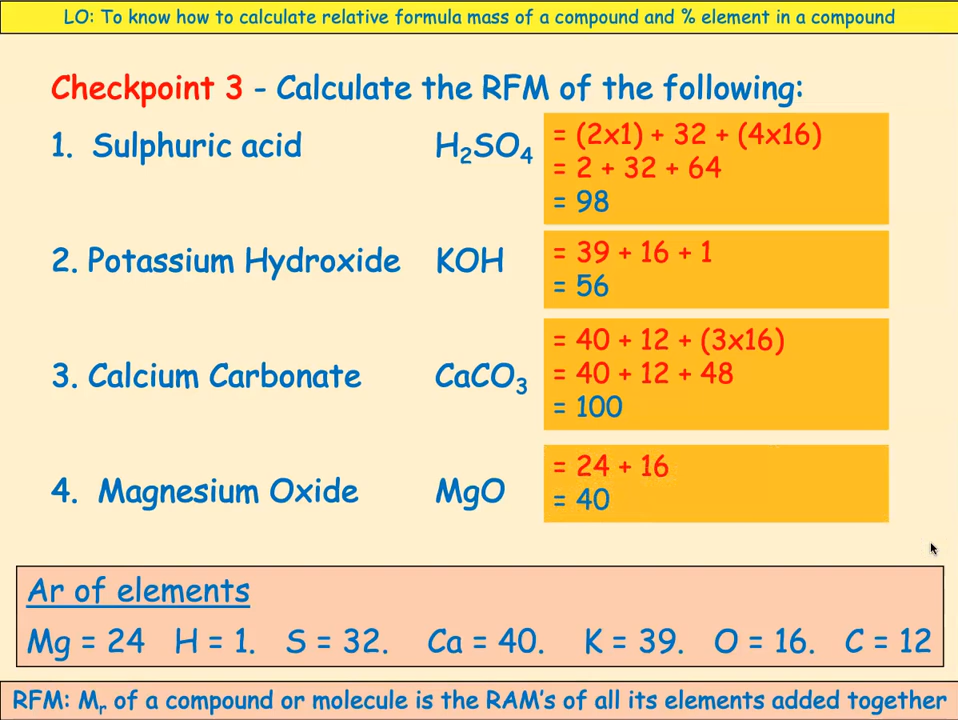 LO: To know how to calculate relative formula mass of a compound and % element in a compound
Checkpoint 3 - Calculate the RFM of the following:
1. Sulphuric acid H₂SO₄
= (2x1) + 32 + (4x16)
= 2 + 32 + 64
= 98
2. Potassium Hydroxide KOH
= 39 + 16 + 1
= 56
3. Calcium Carbonate CaCO₃
= 40 + 12 + (3x16)
= 40 + 12 + 48
= 100
4. Magnesium Oxide MgO
= 24 + 16
= 40
Ar of elements
Mg = 24 H = 1. S = 32. Ca = 40. K = 39. O = 16. C = 12
RFM: Mᵣ of a compound or molecule is the RAM's of all its elements added together